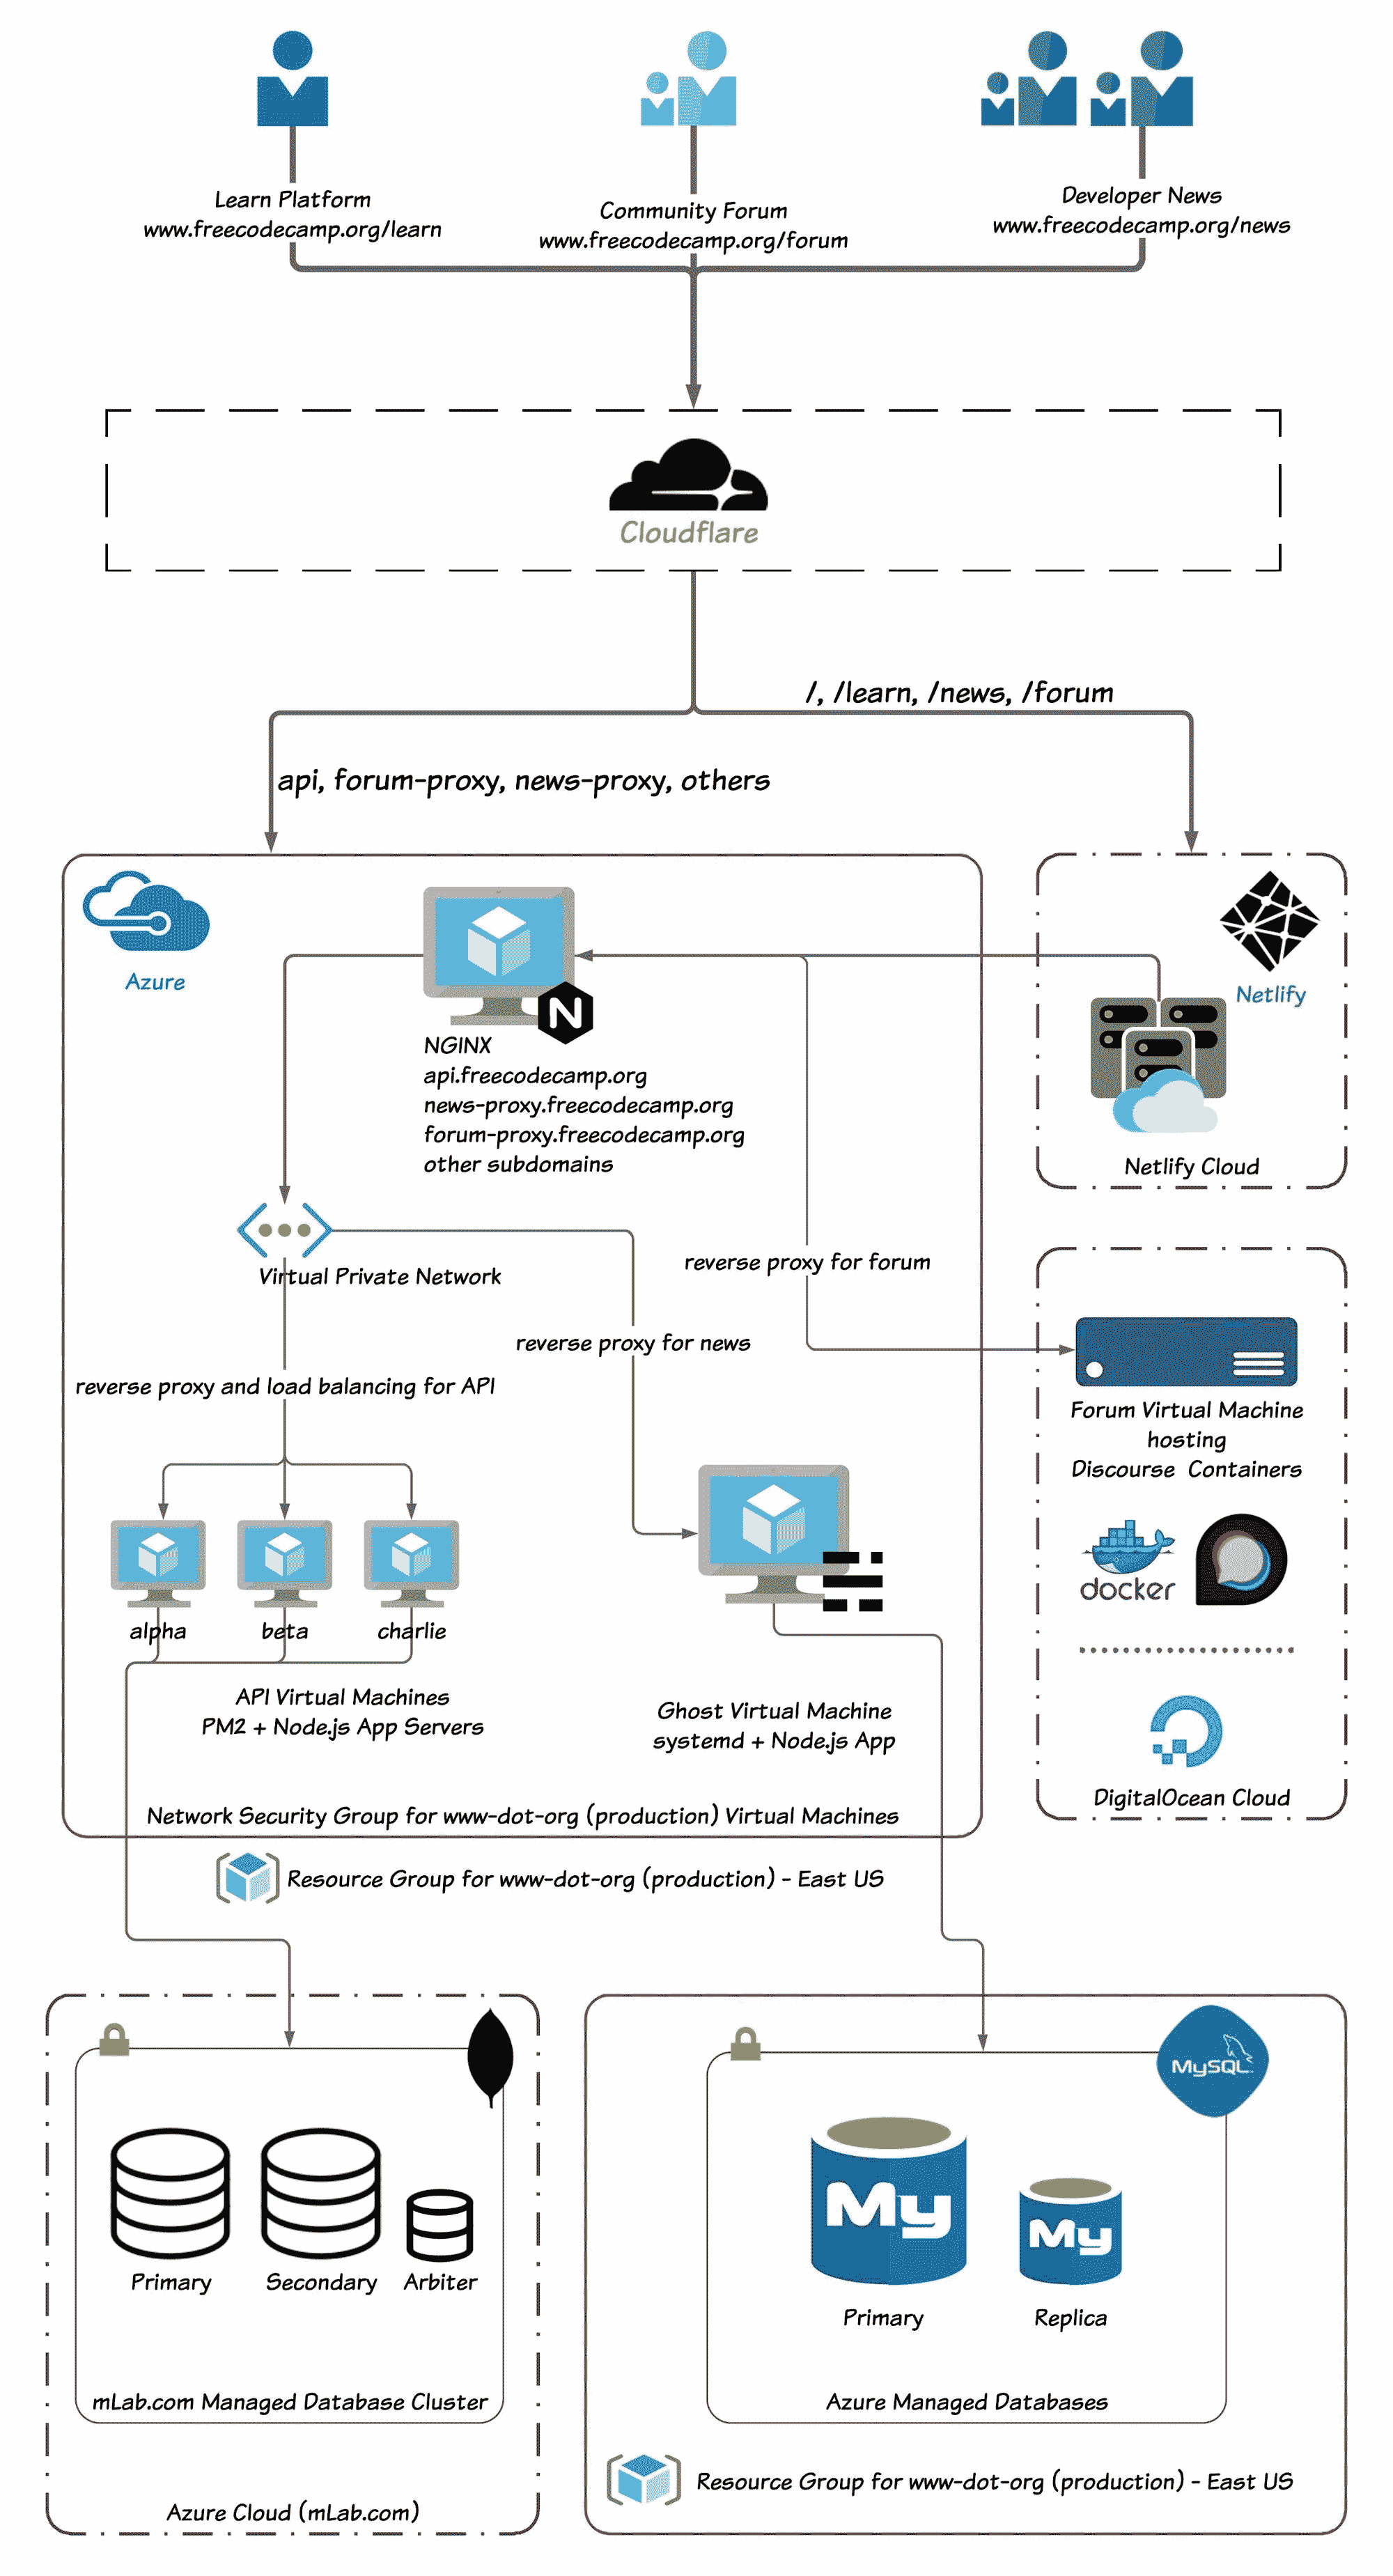 Learn Platform
www.freecodecamp.org/learn
Community Forum
www.freecodecamp.org/forum
Developer News
www.freecodecamp.org/news
Cloudflare
/, /learn, /news, /forum
api, forum-proxy, news-proxy, others
Azure
N
NGINX
api.freecodecamp.org
news-proxy.freecodecamp.org
forum-proxy.freecodecamp.org
other subdomains
Netlify
Netlify Cloud
Virtual Private Network
reverse proxy for forum
reverse proxy for news
reverse proxy and load balancing for API
Forum Virtual Machine
hosting
Discourse Containers
docker
DigitalOcean Cloud
alpha
beta
charlie
API Virtual Machines
PM2 + Node.js App Servers
Ghost Virtual Machine
systemd + Node.js App
Network Security Group for www-dot-org (production) Virtual Machines
Resource Group for www-dot-org (production) - East US
Primary
Secondary
Arbiter
mLab.com Managed Database Cluster
Azure Cloud (mLab.com)
MySQL
My
My
Primary
Replica
Azure Managed Databases
Resource Group for www-dot-org (production) - East US